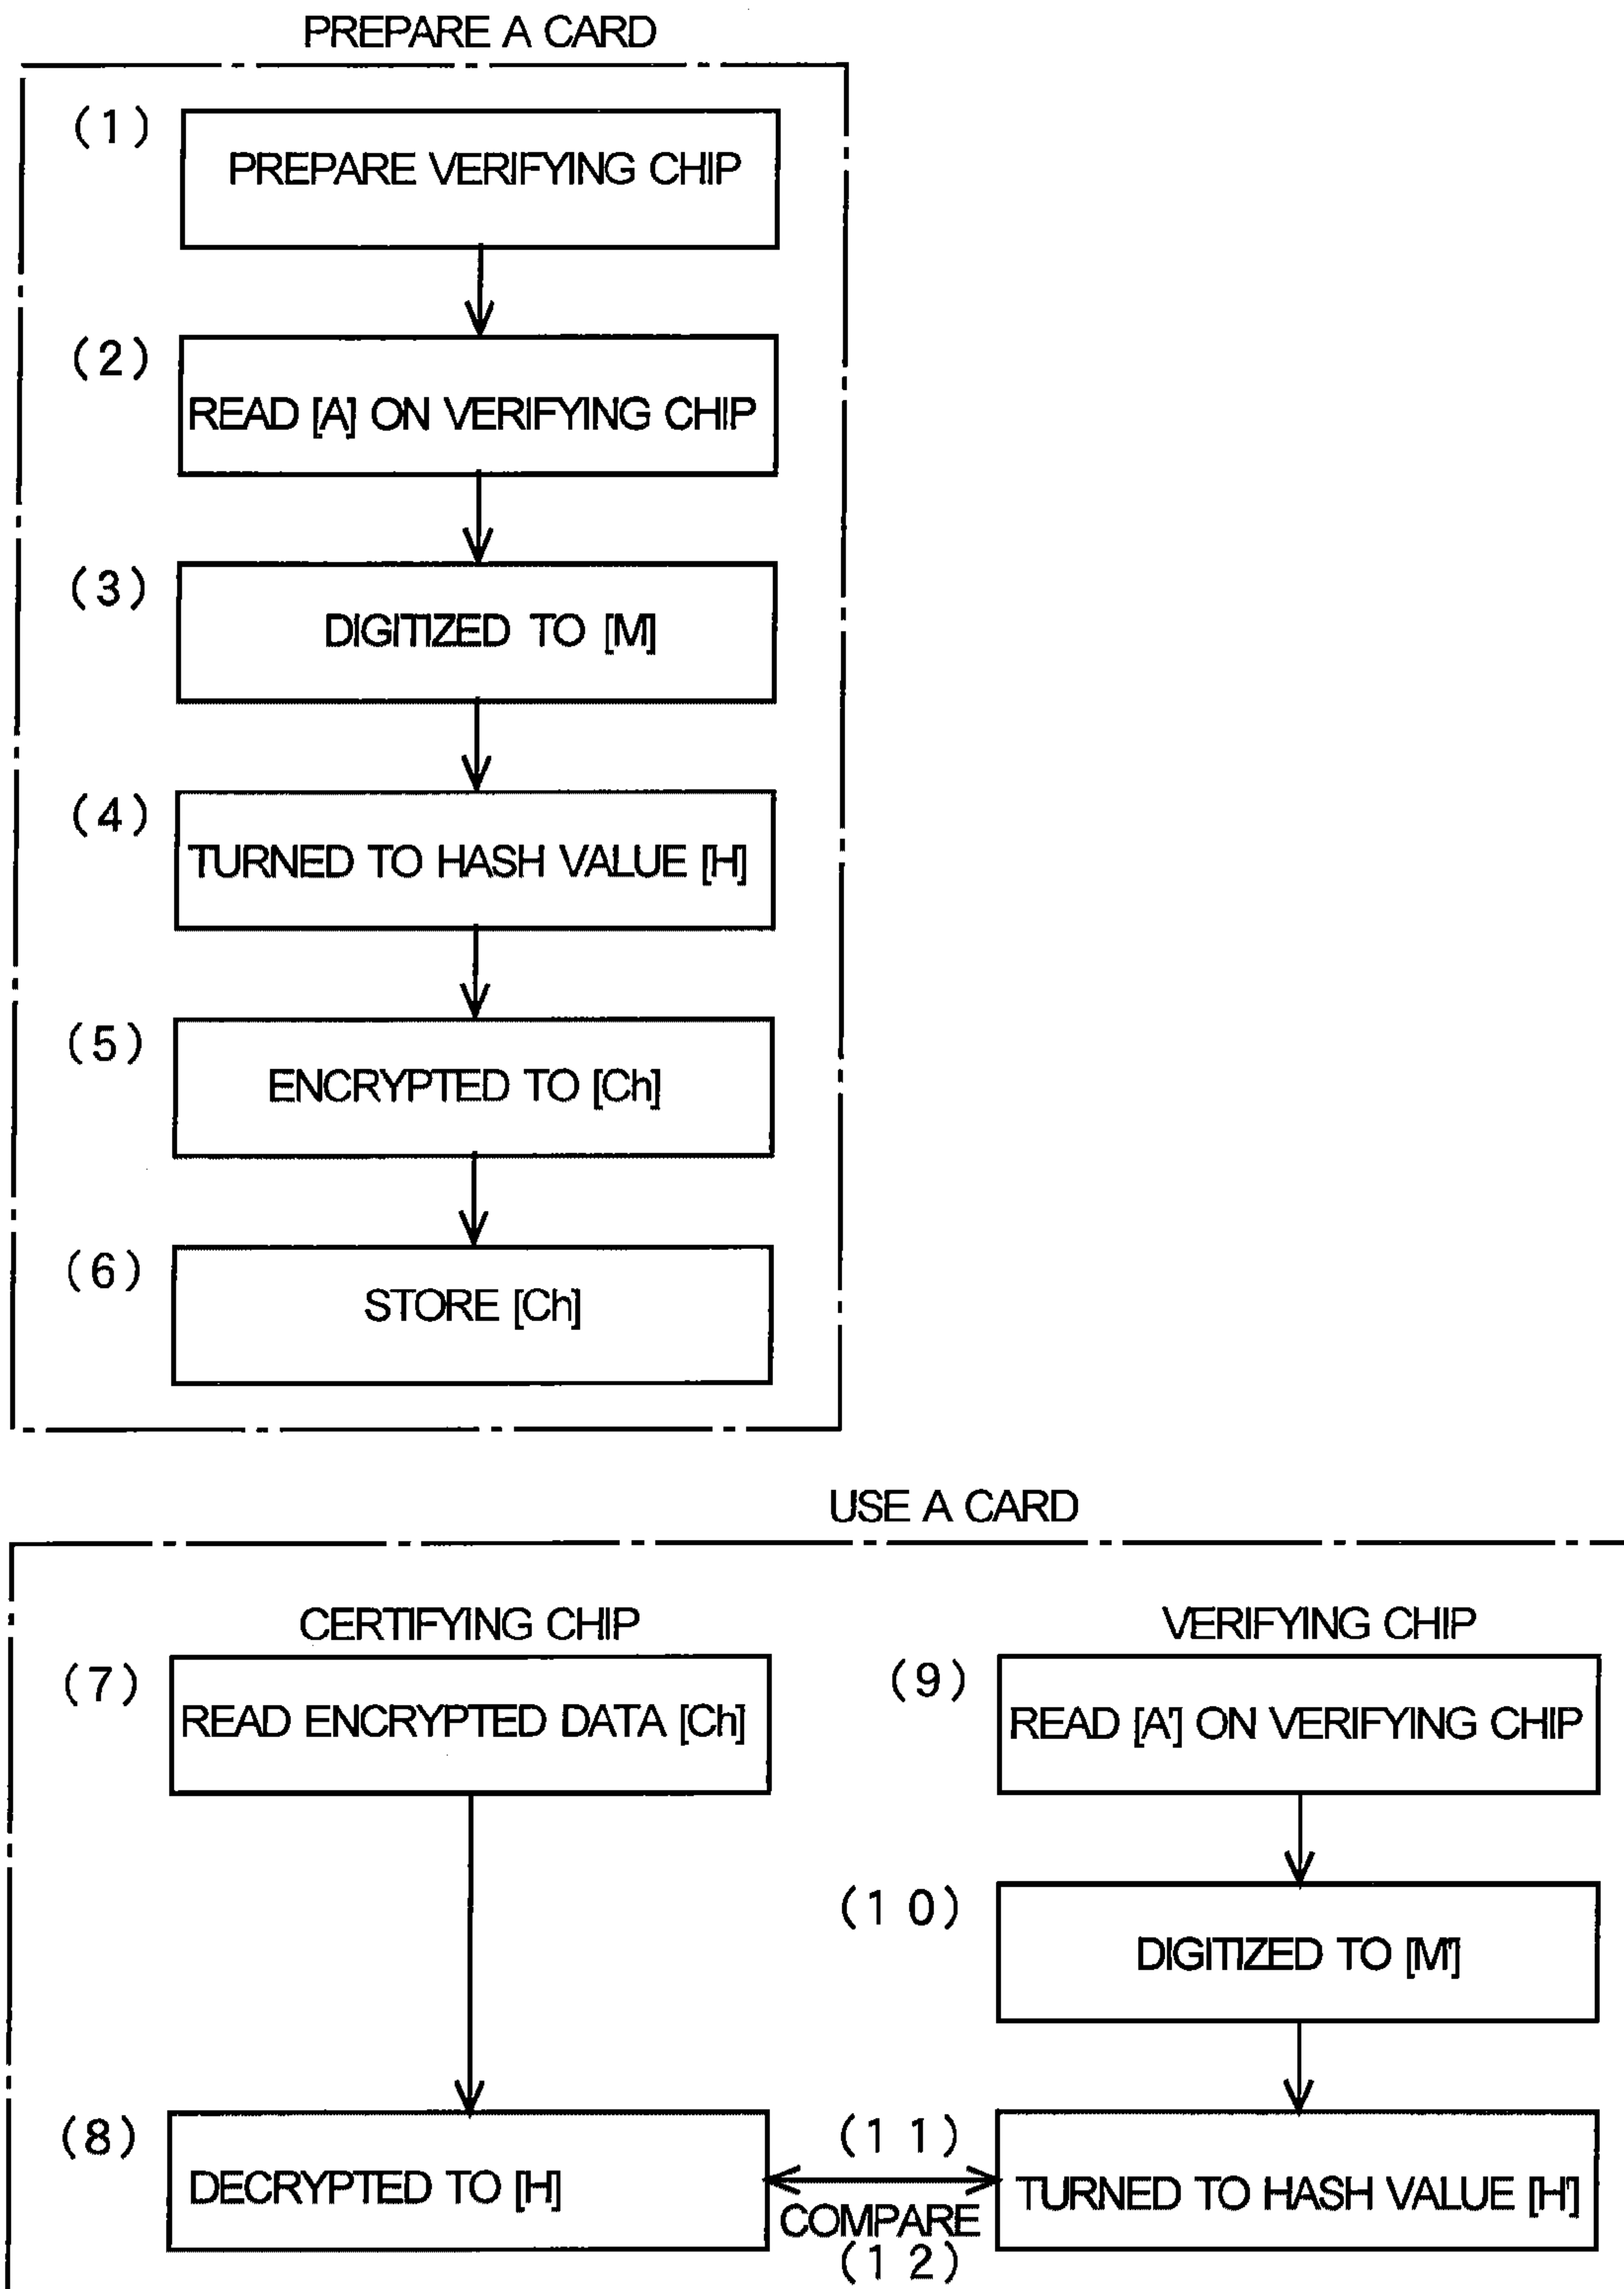 PREPARE A CARD
(1)
PREPARE VERIFYING CHIP
(2)
READ [A] ON VERIFYING CHIP
(3)
DIGITIZED TO [M]
(4)
TURNED TO HASH VALUE [H]
(5)
ENCRYPTED TO [Ch]
(6)
STORE [Ch]
USE A CARD
CERTIFYING CHIP
(7)
READ ENCRYPTED DATA [Ch]
(8)
DECRYPTED TO [H]
VERIFYING CHIP
(9)
READ [A'] ON VERIFYING CHIP
(10)
DIGITIZED TO [M']
(11)
TURNED TO HASH VALUE [H']
COMPARE
(12)